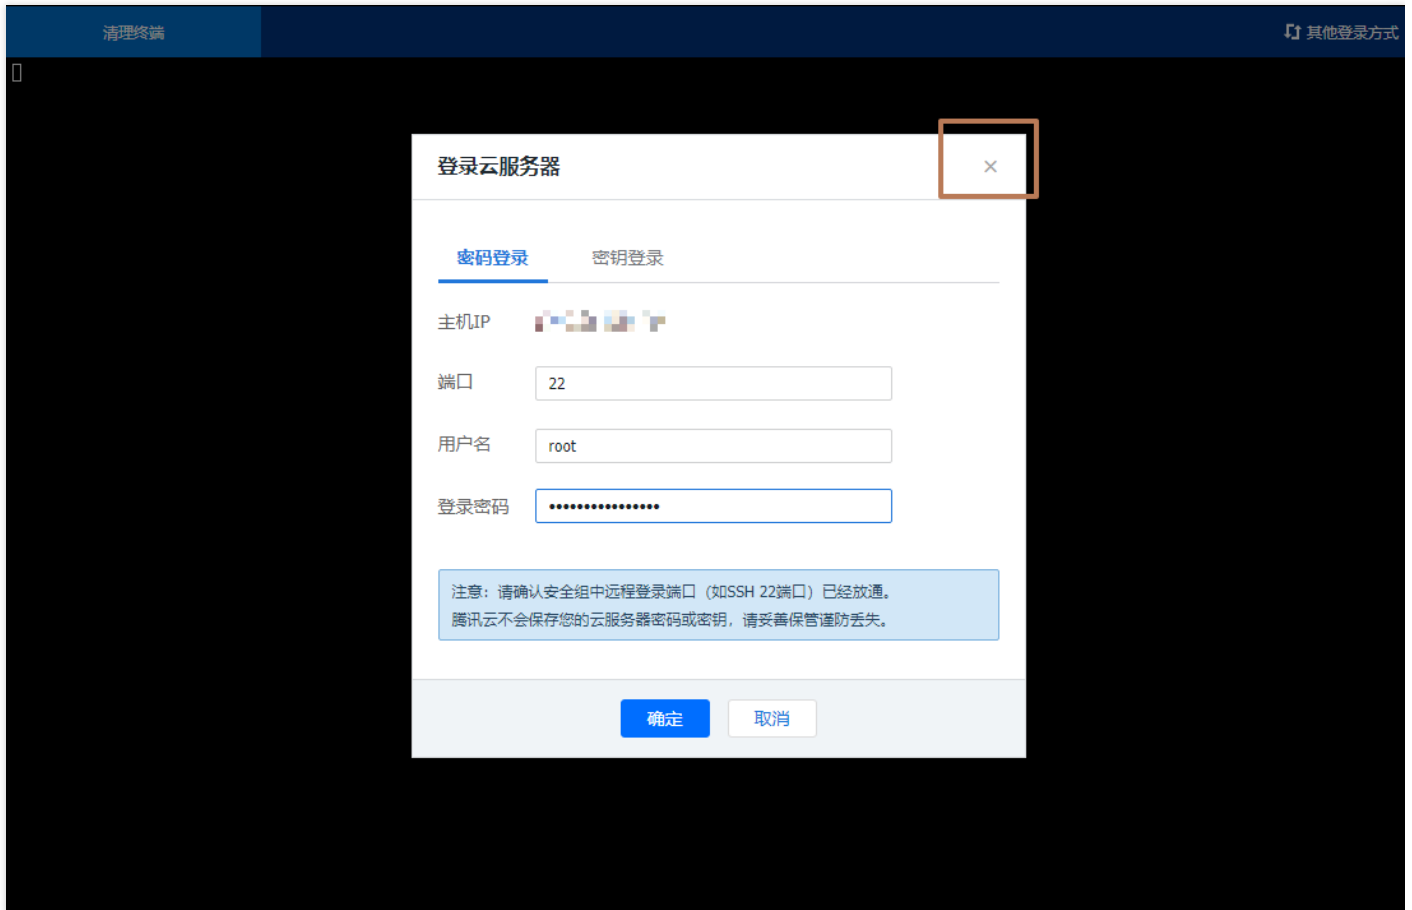 清理终端
其他登录方式
登录云服务器
密码登录 密钥登录
主机IP
端口 22
用户名 root
登录密码 ••••••••••••••••
注意：请确认安全组中远程登录端口（如SSH 22端口）已经放通。
腾讯云不会保存您的云服务器密码或密钥，请妥善保管谨防丢失。
确定 取消